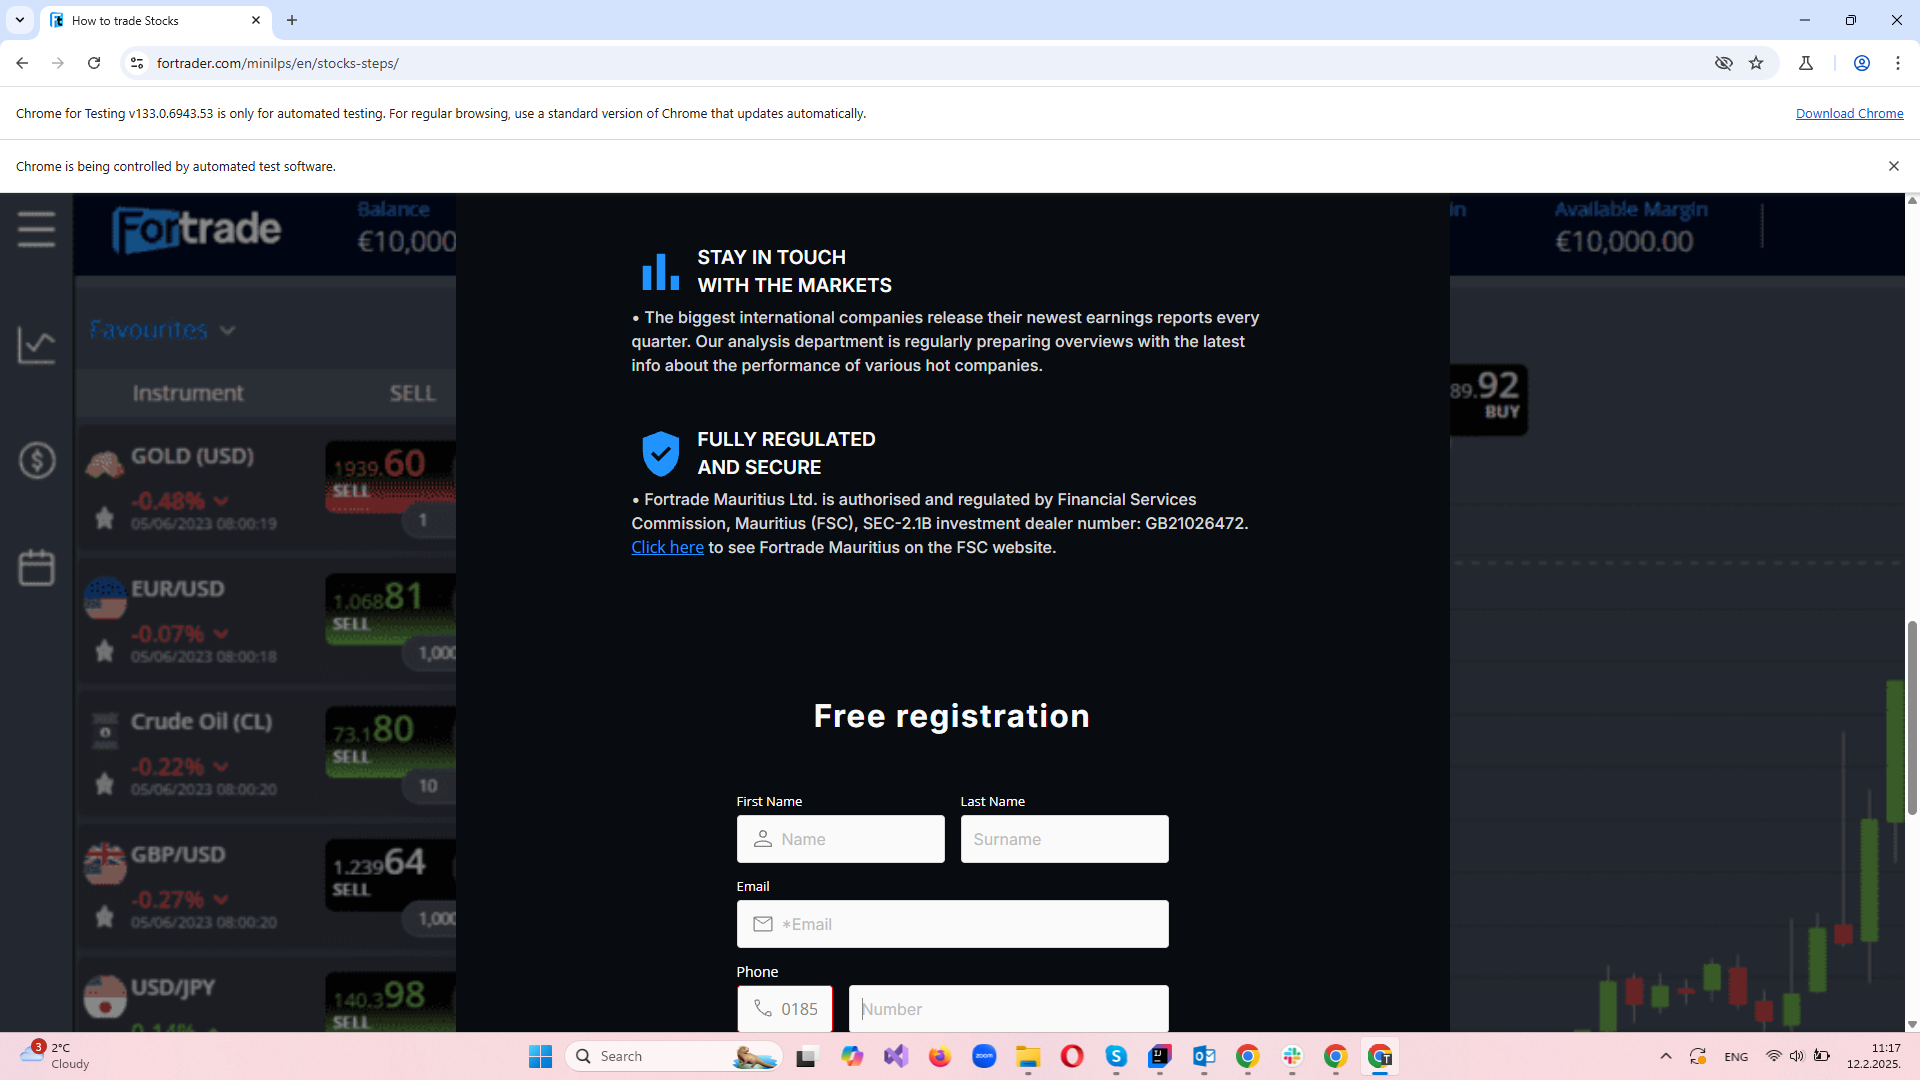 How to trade Stocks
fortrader.com/minilps/en/stocks-steps/
Chrome for Testing v133.0.6943.53 is only for automated testing. For regular browsing, use a standard version of Chrome that updates automatically.
Download Chrome
Chrome is being controlled by automated test software.
Fortrade
Balance
€10,000
in
Available Margin
€10,000.00
Favourites
Instrument
SELL
GOLD (USD)
-0.48%
05/06/2023 08:00:19
1939.60
SELL
1
EUR/USD
-0.07%
05/06/2023 08:00:18
1.06881
SELL
1,000
Crude Oil (CL)
-0.22%
05/06/2023 08:00:20
73.180
SELL
10
GBP/USD
-0.27%
05/06/2023 08:00:20
1.23964
SELL
1,000
USD/JPY
0.14%
140.398
SELL
STAY IN TOUCH
WITH THE MARKETS
• The biggest international companies release their newest earnings reports every
quarter. Our analysis department is regularly preparing overviews with the latest
info about the performance of various hot companies.
FULLY REGULATED
AND SECURE
• Fortrade Mauritius Ltd. is authorised and regulated by Financial Services
Commission, Mauritius (FSC), SEC-2.1B investment dealer number: GB21026472.
Click here to see Fortrade Mauritius on the FSC website.
89.92
BUY
Free registration
First Name
Last Name
Name
Surname
Email
*Email
Phone
0185
Number
3
2°C
Cloudy
Search
zoom
ENG
11:17
12.2.2025.